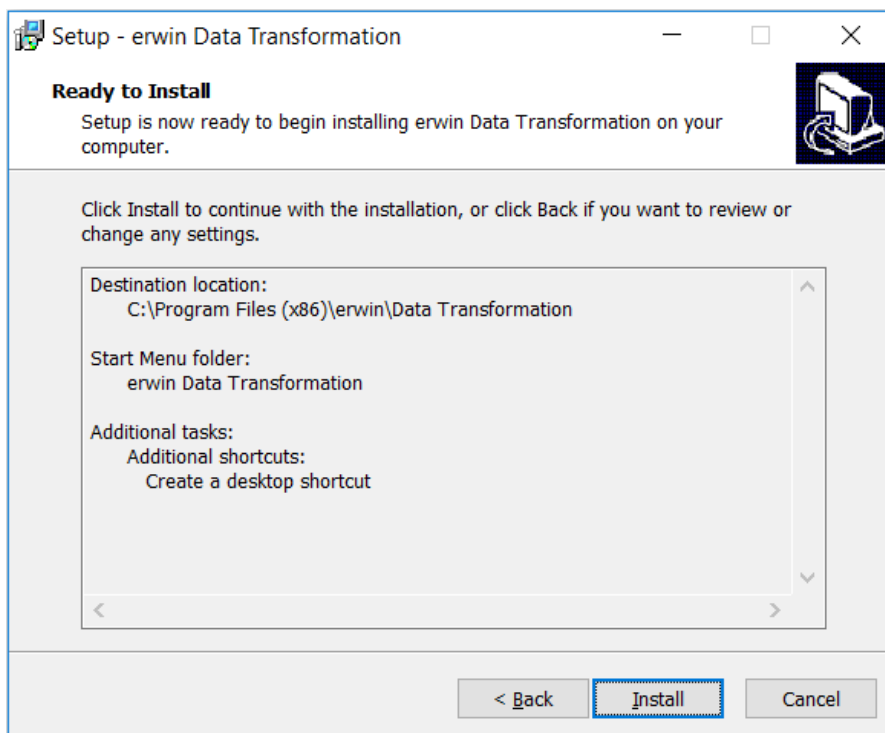 Setup - erwin Data Transformation
Ready to Install
Setup is now ready to begin installing erwin Data Transformation on your
computer.
Click Install to continue with the installation, or click Back if you want to review or
change any settings.
Destination location:
C:\Program Files (x86)\erwin\Data Transformation
Start Menu folder:
erwin Data Transformation
Additional tasks:
Additional shortcuts:
Create a desktop shortcut
< Back Install Cancel